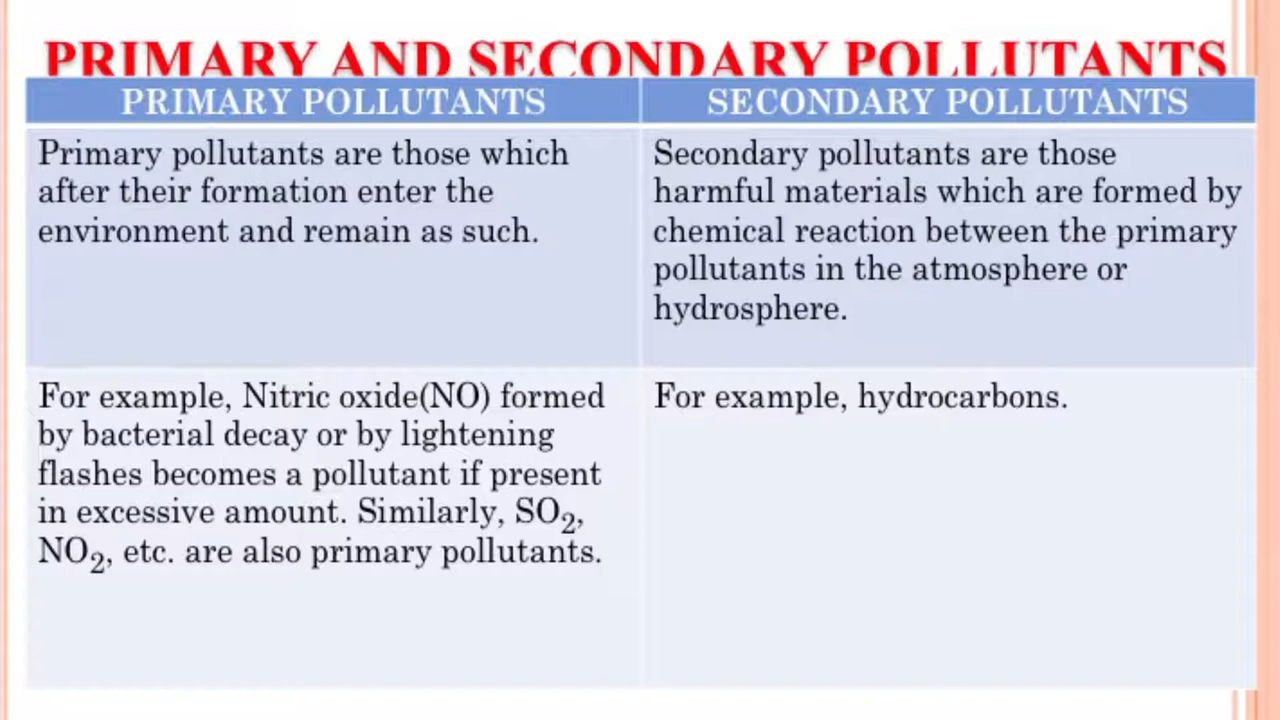 PRIMARY AND SECONDARY POLLUTANTS
PRIMARY POLLUTANTS
SECONDARY POLLUTANTS
Primary pollutants are those which
after their formation enter the
environment and remain as such.
Secondary pollutants are those
harmful materials which are formed by
chemical reaction between the primary
pollutants in the atmosphere or
hydrosphere.
For example, Nitric oxide(NO) formed
by bacterial decay or by lightening
flashes becomes a pollutant if present
in excessive amount. Similarly, SO₂,
NO₂, etc. are also primary pollutants.
For example, hydrocarbons.